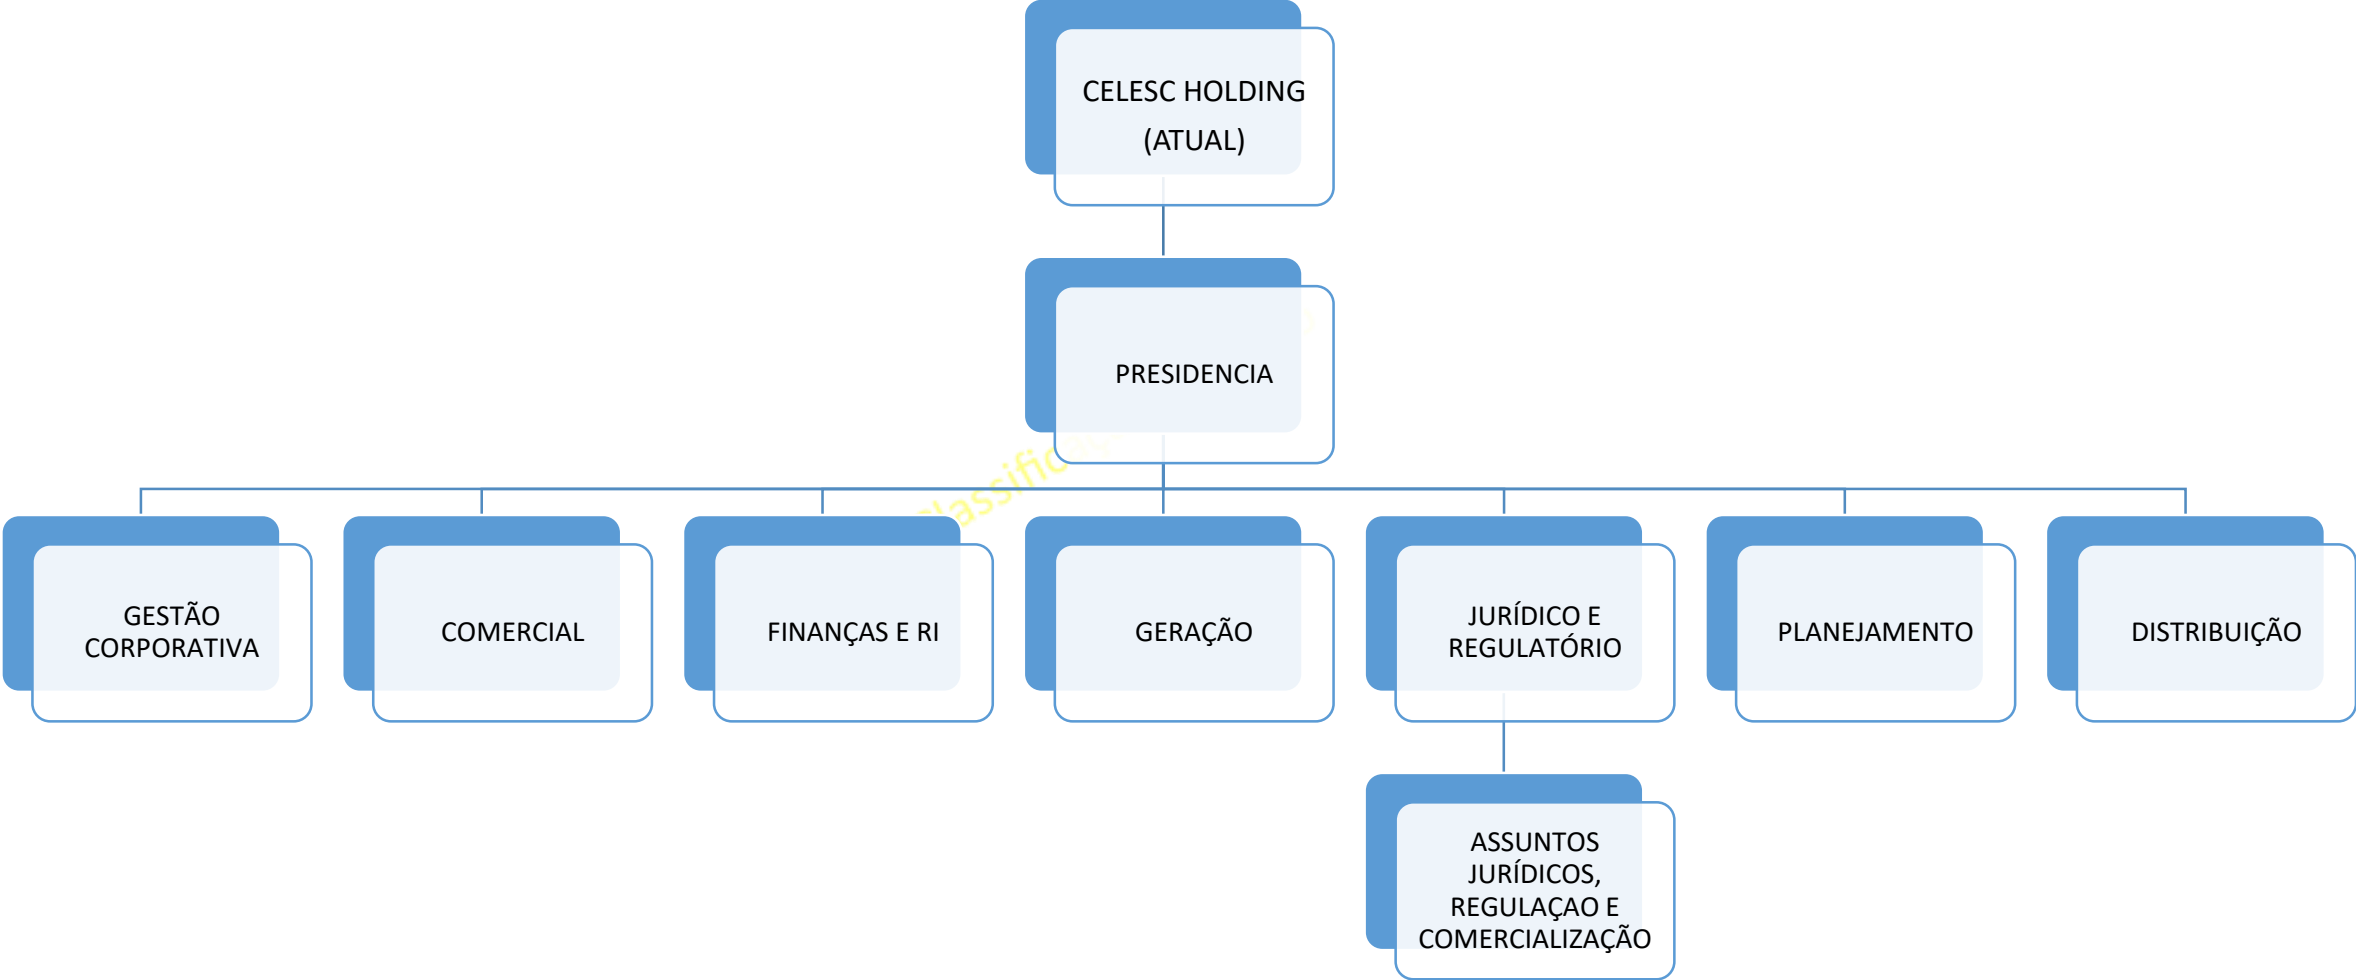 CELESC HOLDING
(ATUAL)
PRESIDENCIA
GESTÃO
CORPORATIVA
COMERCIAL
FINANÇAS E RI
GERAÇÃO
JURÍDICO E
REGULATÓRIO
PLANEJAMENTO
DISTRIBUIÇÃO
ASSUNTOS
JURÍDICOS,
REGULAÇAO E
COMERCIALIZAÇÃO